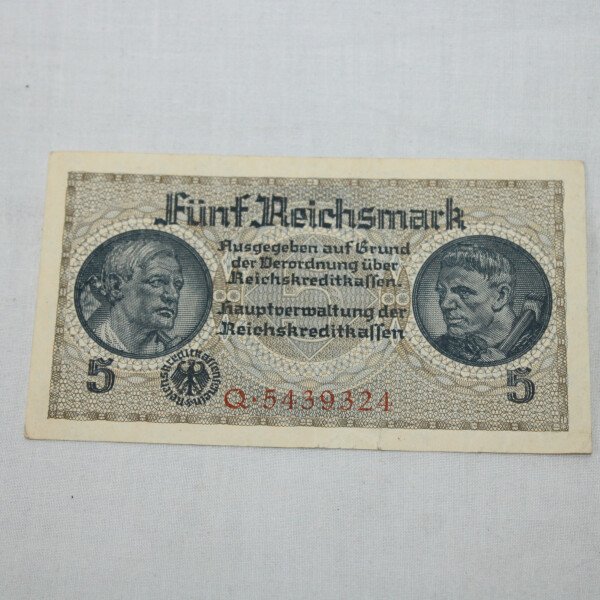 Fünf Reichsmark
Ausgegeben auf Grund
der Verordnung über
Reichskreditkassen.
Hauptverwaltung der
Reichskreditkassen
5
5
Q·5439324